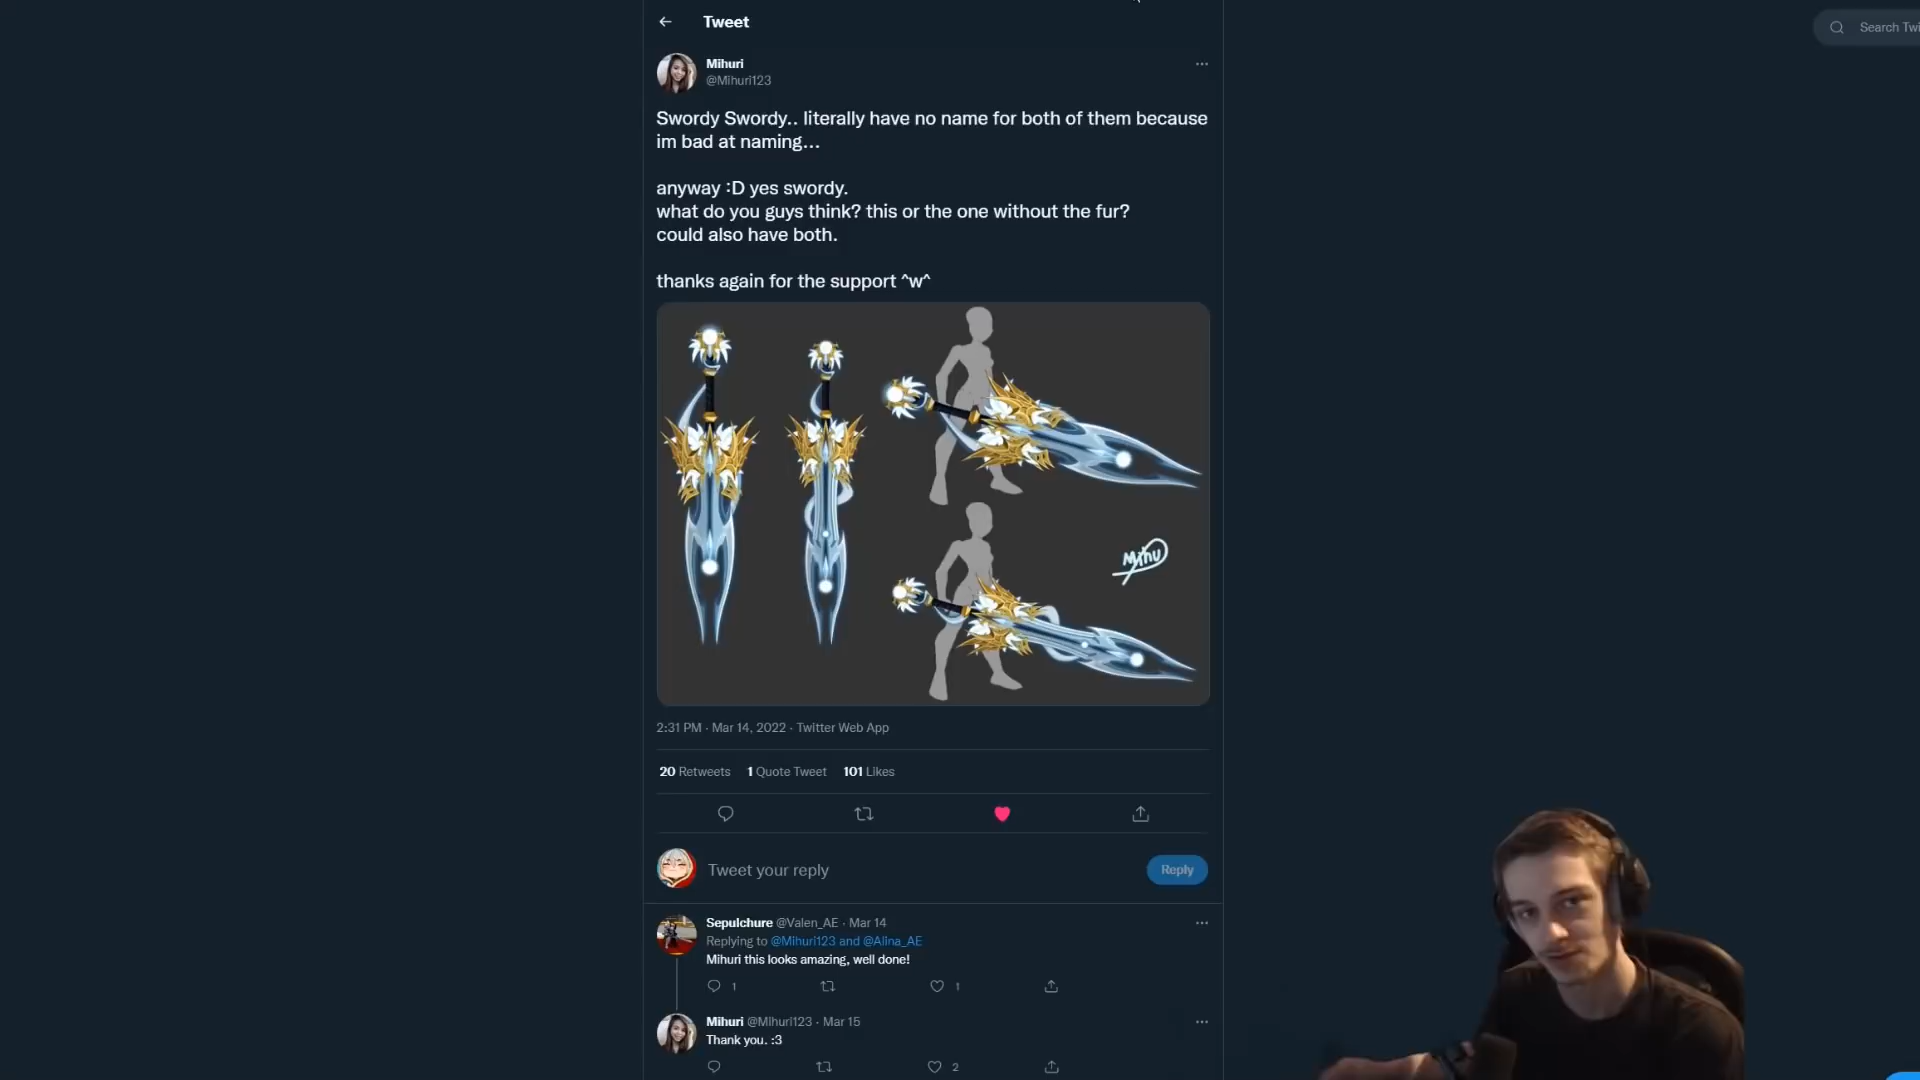 Tweet
Search Twi
Mihuri
@Mihuri123
Swordy Swordy.. literally have no name for both of them because
im bad at naming...
anyway :D yes swordy.
what do you guys think? this or the one without the fur?
could also have both.
thanks again for the support ^w^
Mihu
2:31 PM · Mar 14, 2022 · Twitter Web App
20 Retweets 1 Quote Tweet 101 Likes
Tweet your reply
Reply
Sepulchure @Valen_AE · Mar 14
Replying to @Mihuri123 and @Alina_AE
Mihuri this looks amazing, well done!
1 1
Mihuri @Mihuri123 · Mar 15
Thank you. :3
2